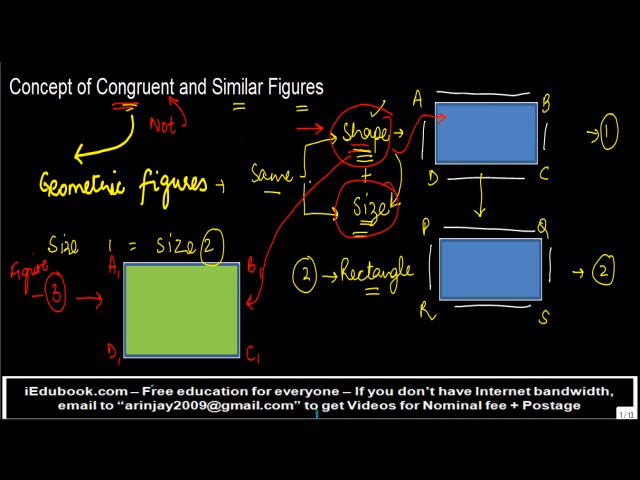 Concept of Congruent and Similar Figures
Not
Geometric figures →
Same
Shape →
+
Size
A B
D C
→ 1
Size 1 = Size 2
P Q
R S
→ 2
2 → Rectangle
Figure
3 →
A1 B1
D1 C1
iEdubook.com – Free education for everyone – If you don't have Internet bandwidth,
email to "arinjay2009@gmail.com" to get Videos for Nominal fee + Postage
1 / 13